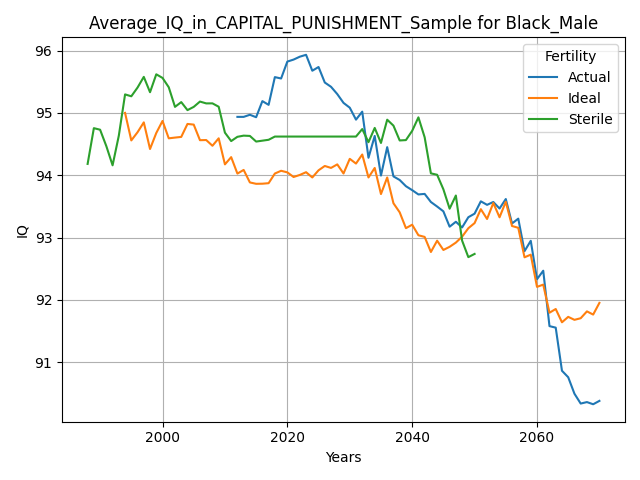 Average_IQ_in_CAPITAL_PUNISHMENT_Sample for Black_Male
Fertility
Actual
Ideal
Sterile
IQ
96
95
94
93
92
91
2000 2020 2040 2060
Years